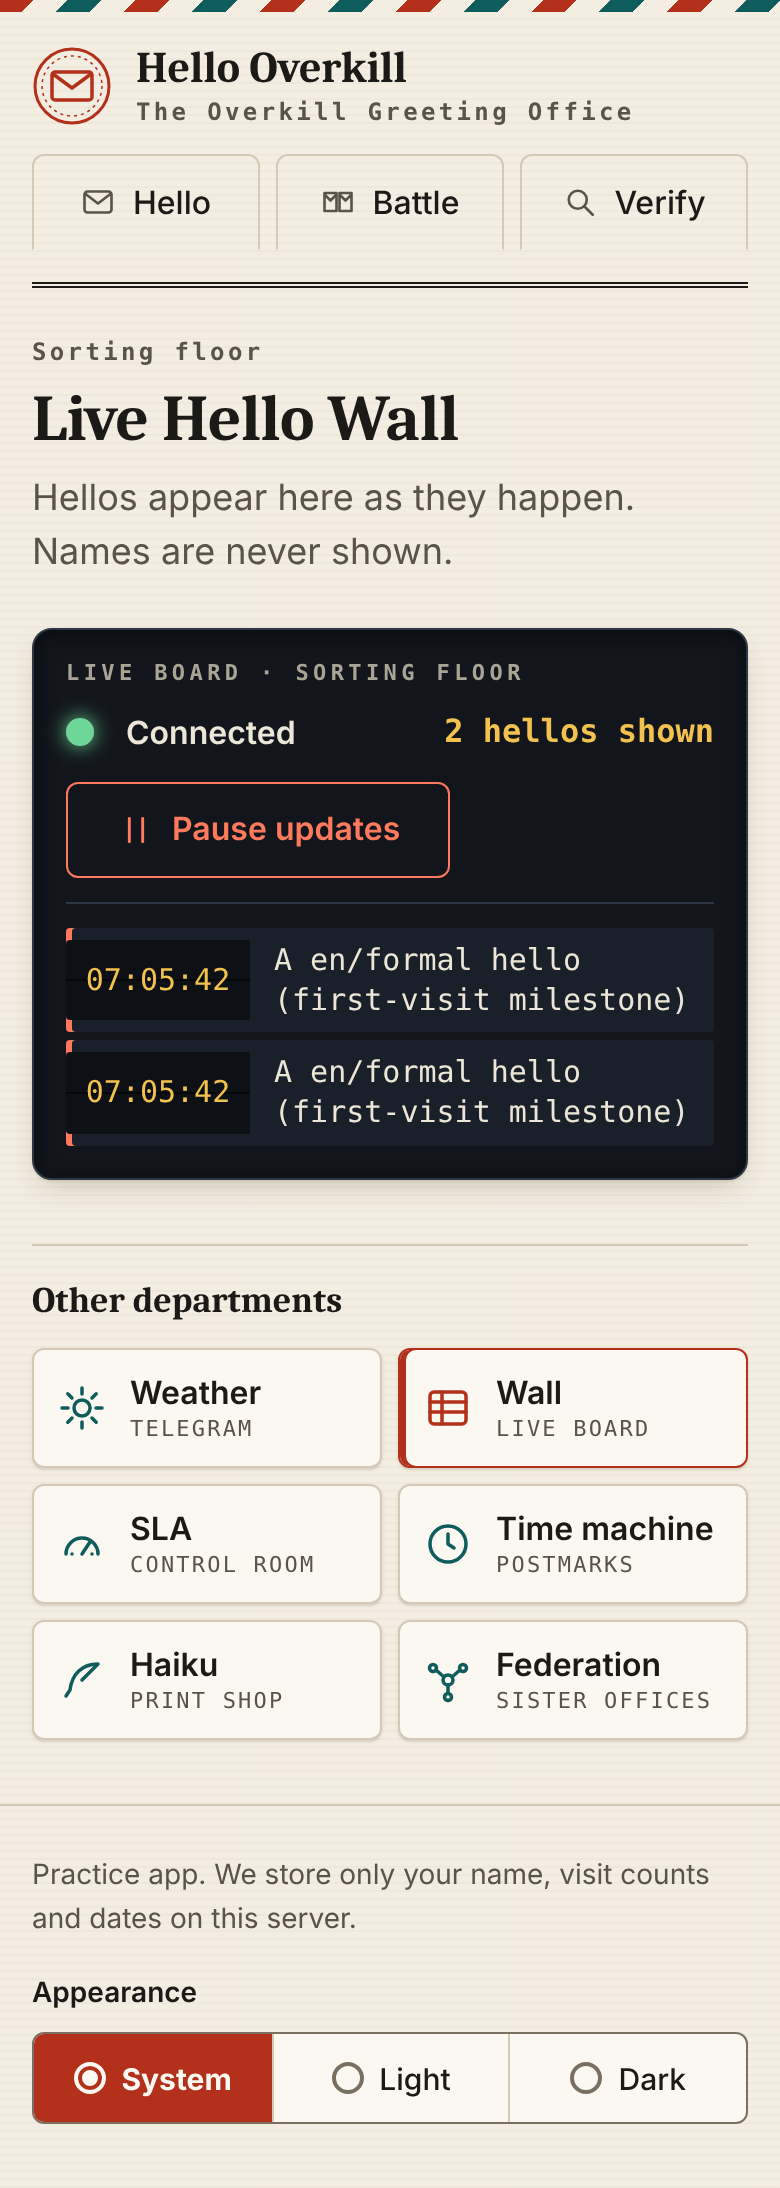 Hello Overkill
The Overkill Greeting Office
Hello
Battle
Verify
Sorting floor
Live Hello Wall
Hellos appear here as they happen.
Names are never shown.
LIVE BOARD · SORTING FLOOR
Connected
2 hellos shown
Pause updates
07:05:42
A en/formal hello
(first-visit milestone)
07:05:42
A en/formal hello
(first-visit milestone)
Other departments
Weather
TELEGRAM
Wall
LIVE BOARD
SLA
CONTROL ROOM
Time machine
POSTMARKS
Haiku
PRINT SHOP
Federation
SISTER OFFICES
Practice app. We store only your name, visit counts
and dates on this server.
Appearance
System
Light
Dark